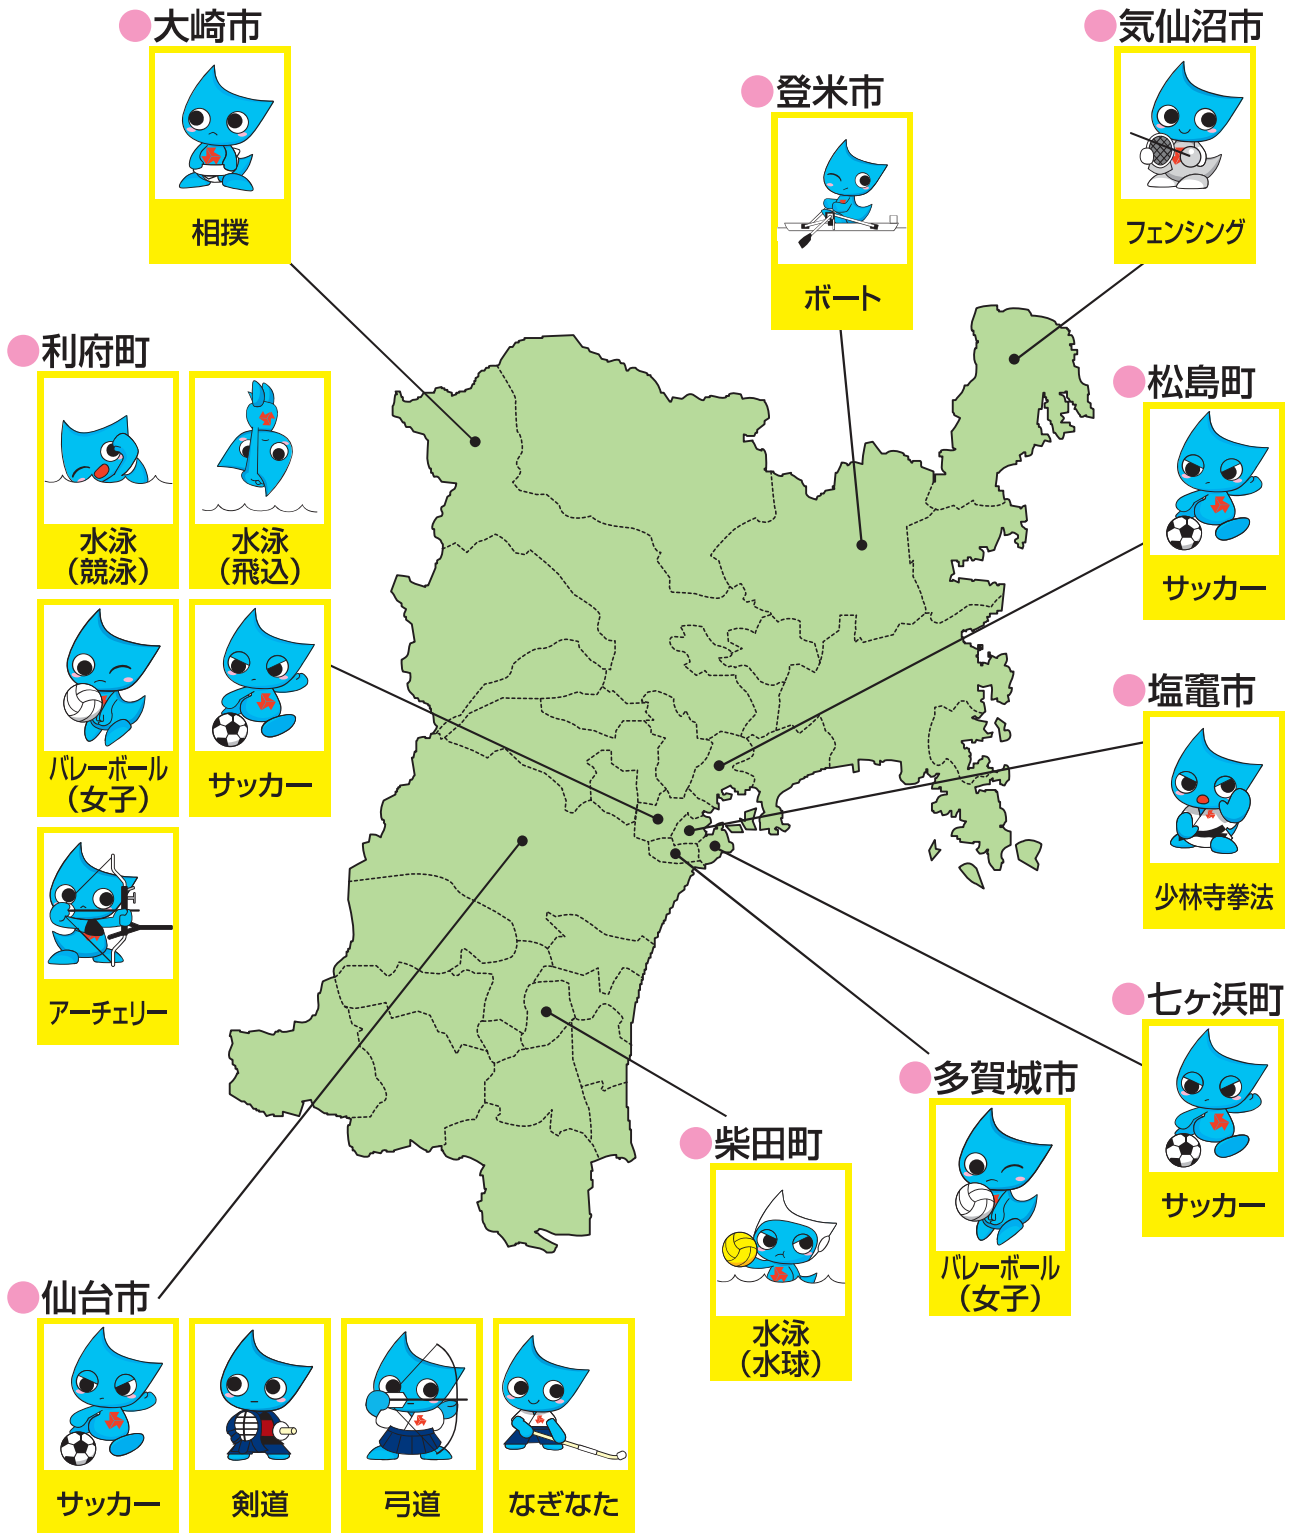 大崎市
相撲
登米市
ボート
気仙沼市
フェンシング
利府町
水泳
（競泳）
水泳
（飛込）
バレーボール
（女子）
サッカー
アーチェリー
松島町
サッカー
塩竈市
少林寺拳法
七ヶ浜町
サッカー
多賀城市
バレーボール
（女子）
柴田町
水泳
（水球）
仙台市
サッカー
剣道
弓道
なぎなた